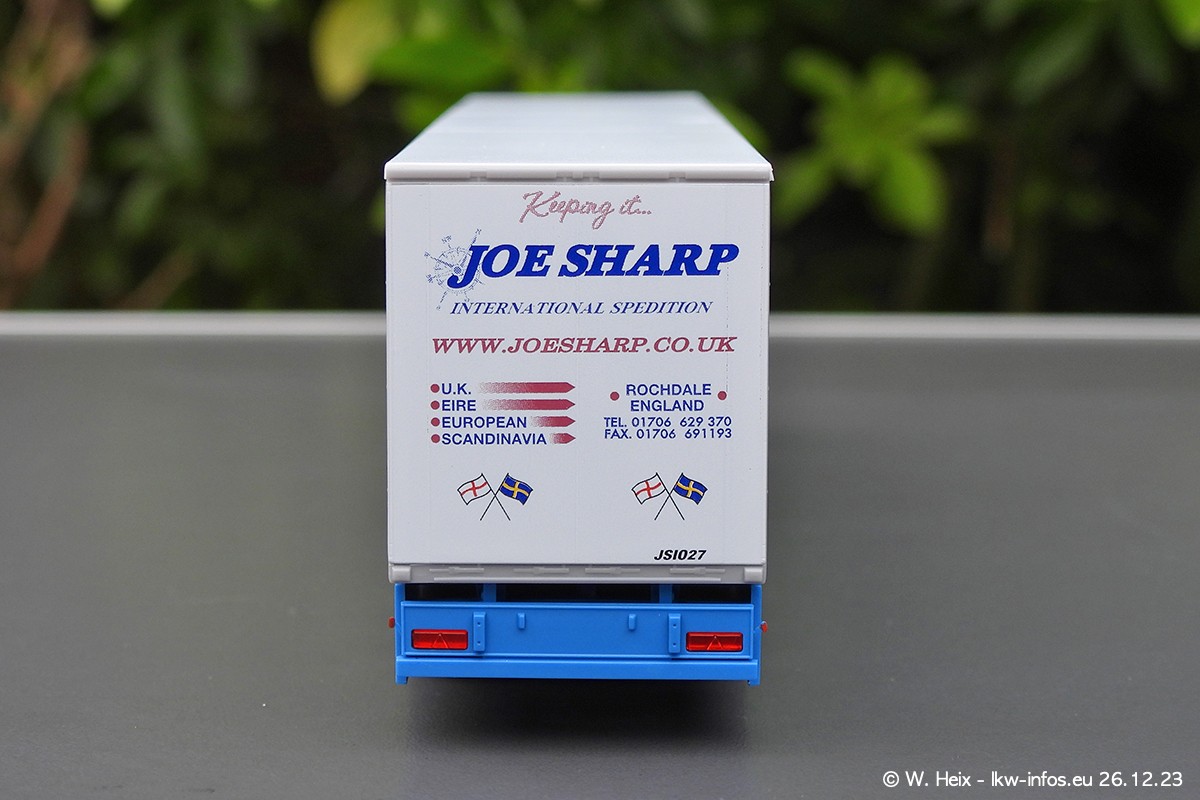 Keeping it...
JOE SHARP
INTERNATIONAL SPEDITION
WWW.JOESHARP.CO.UK
U.K.
EIRE
EUROPEAN
SCANDINAVIA
ROCHDALE
ENGLAND
TEL. 01706 629 370
FAX. 01706 691193
JSI027
© W. Heix - lkw-infos.eu 26.12.23